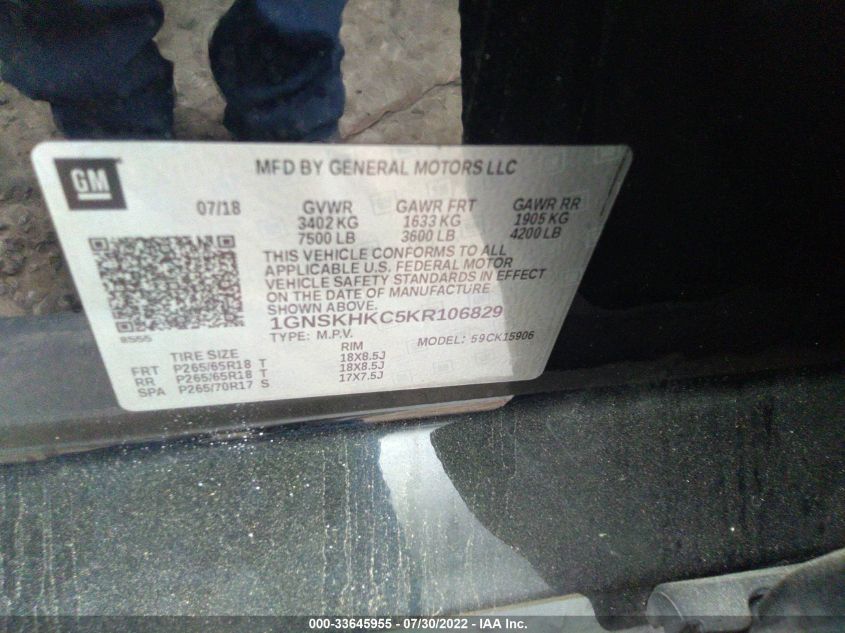 GM
MFD BY GENERAL MOTORS LLC
07/18 GVWR GAWR FRT GAWR RR
3402 KG 1633 KG 1905 KG
7500 LB 3600 LB 4200 LB
THIS VEHICLE CONFORMS TO ALL
APPLICABLE U.S. FEDERAL MOTOR
VEHICLE SAFETY STANDARDS IN EFFECT
ON THE DATE OF MANUFACTURE
SHOWN ABOVE.
1GNSKHKC5KR106829
TYPE: M.P.V. MODEL: 59CK15906
TIRE SIZE RIM
FRT P265/65R18 T 18X8.5J
RR P265/65R18 T 18X8.5J
SPA P265/70R17 S 17X7.5J
000-33645955 - 07/30/2022 - IAA Inc.